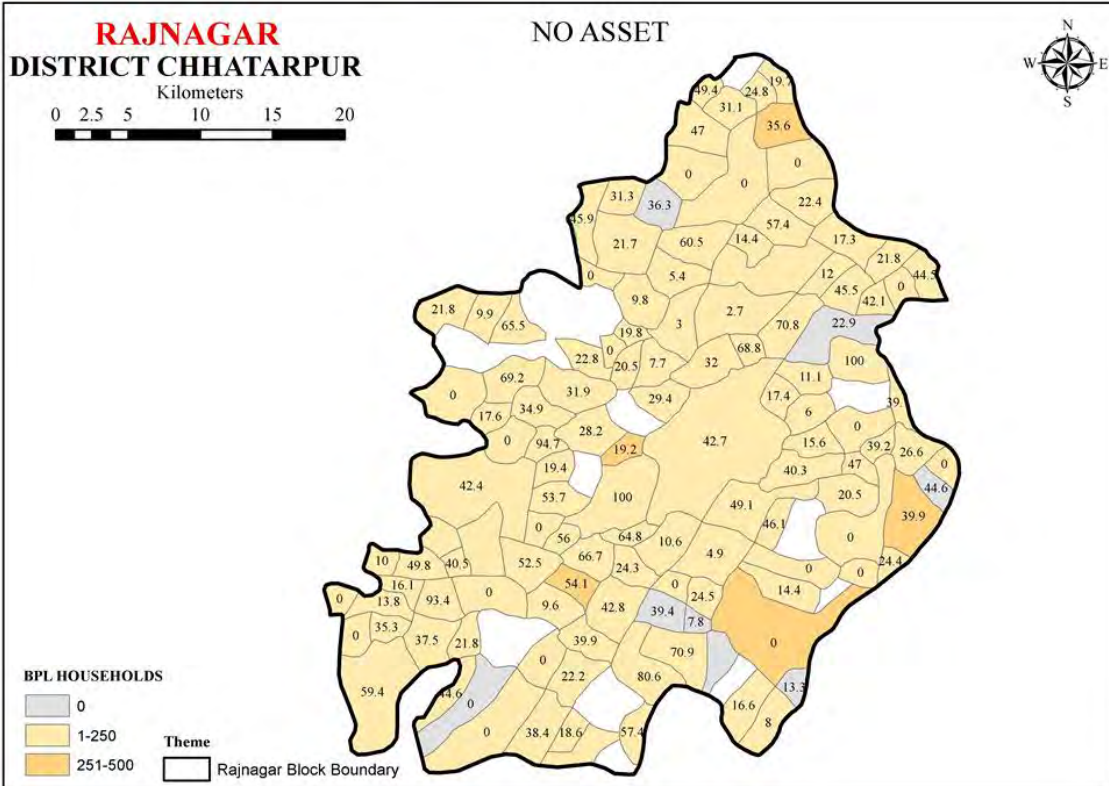 RAJNAGAR
DISTRICT CHHATARPUR
Kilometers
0 2.5 5 10 15 20
NO ASSET
N
W E
S
49.4 24.8 19.7
31.1
47 35.6
0 0 0
31.3 36.3 22.4
45.9 57.4
21.7 60.5 14.4 17.3
21.8
0 5.4 12 44.5
45.5 42.1 0
21.8 9.9 65.5 9.8 3 2.7 70.8 22.9
19.8
22.8 0 20.5 7.7 32 68.8 100
69.2 11.1
0 31.9 29.4 17.4 39.
17.6 34.9 6
28.2 0
0 94.7 19.2 42.7 15.6 39.2 26.6
19.4 40.3 47 0
42.4 44.6
53.7 100 49.1 20.5 39.9
46.1
0 56 64.8 10.6 0
10 49.8 40.5 52.5 66.7 24.3 4.9 24.4
16.1 54.1 0 0 0
0 13.8 93.4 0 9.6 42.8 39.4 24.5 14.4
0 35.3 7.8
37.5 21.8 39.9 0
0 70.9
59.4 22.2 80.6 13.3
44.6 0 16.6
0 38.4 18.6 57.4 8
BPL HOUSEHOLDS
0
1-250
251-500
Theme
Rajnagar Block Boundary